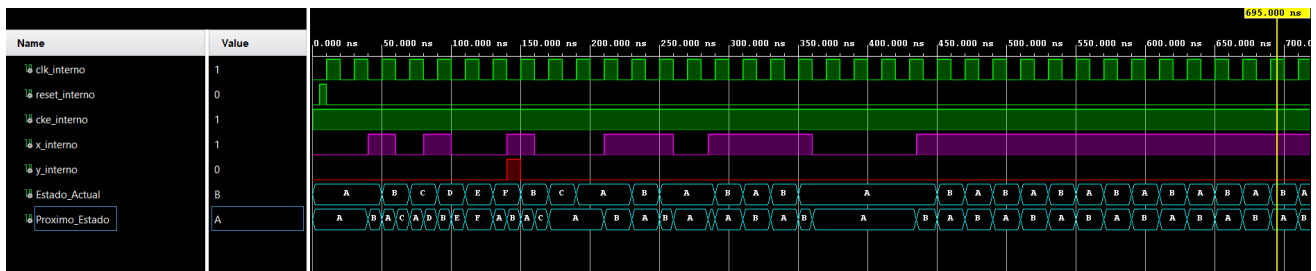 695.000 ns
Name Value 0.000 ns 50.000 ns 100.000 ns 150.000 ns 200.000 ns 250.000 ns 300.000 ns 350.000 ns 400.000 ns 450.000 ns 500.000 ns 550.000 ns 600.000 ns 650.000 ns 700.0
clk_interno 1
reset_interno 0
cke_interno 1
x_interno 1
y_interno 0
Estado_Actual B A B C D E F B C A B A B A B A B A B A B A B A B A B A B A
Proximo_Estado A A B A C A D B E F A B A C A B A B A A B A B A B A B A B A B A B A B A B A B